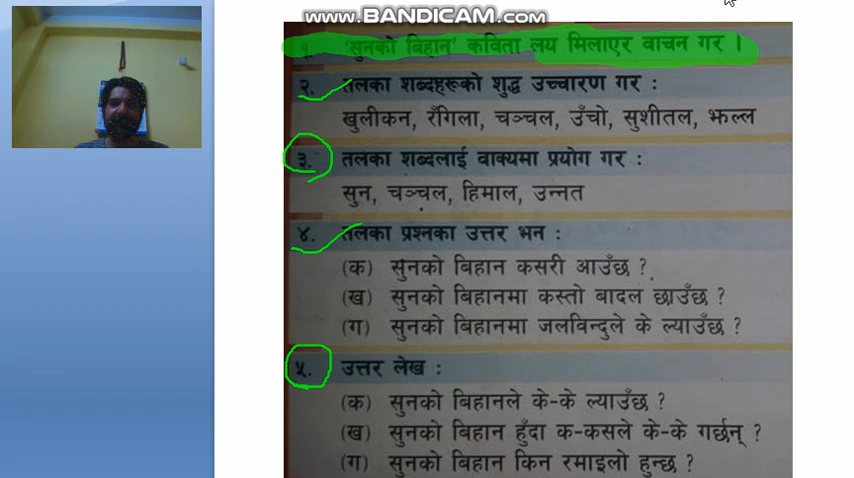 www.BANDICAM.com
१. 'सुनको बिहान' कविता लय मिलाएर वाचन गर ।
२. तलका शब्दहरूको शुद्ध उच्चारण गर :
खुलीकन, रँगिला, चञ्चल, उँचो, सुशीतल, झल्ल
३. तलका शब्दलाई वाक्यमा प्रयोग गर :
सुन, चञ्चल, हिमाल, उन्नत
४. तलका प्रश्नका उत्तर भन :
(क) सुनको बिहान कसरी आउँछ ?
(ख) सुनको बिहानमा कस्तो बादल छाउँछ ?
(ग) सुनको बिहानमा जलविन्दुले के ल्याउँछ ?
५. उत्तर लेख :
(क) सुनको बिहानले के-के ल्याउँछ ?
(ख) सुनको बिहान हुँदा क-कसले के-के गर्छन् ?
(ग) सुनको बिहान किन रमाइलो हुन्छ ?